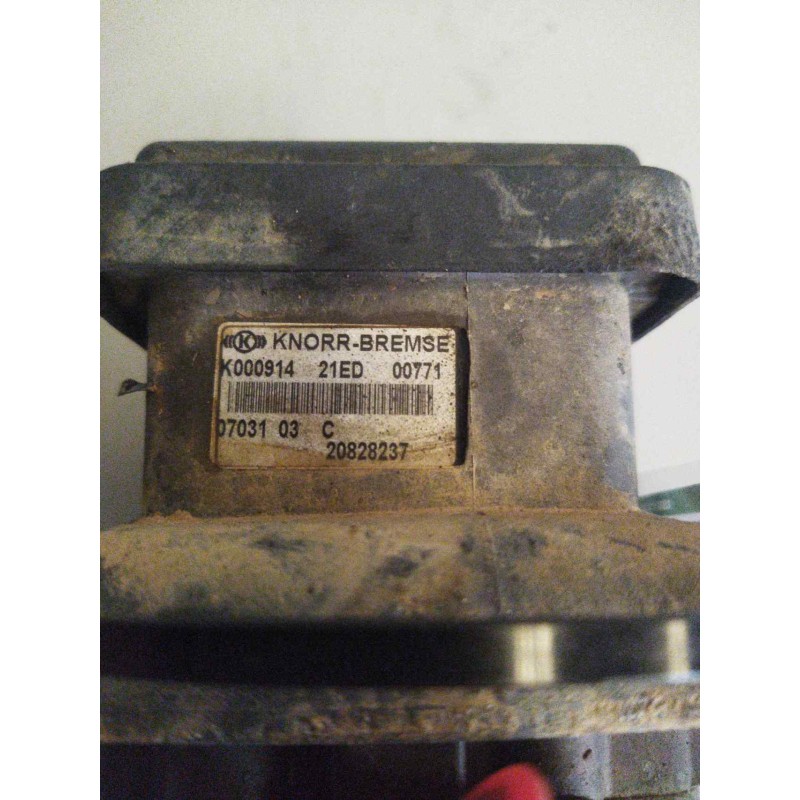 K KNORR-BREMSE
K000914 21ED 00771
07031 03 C
20828237